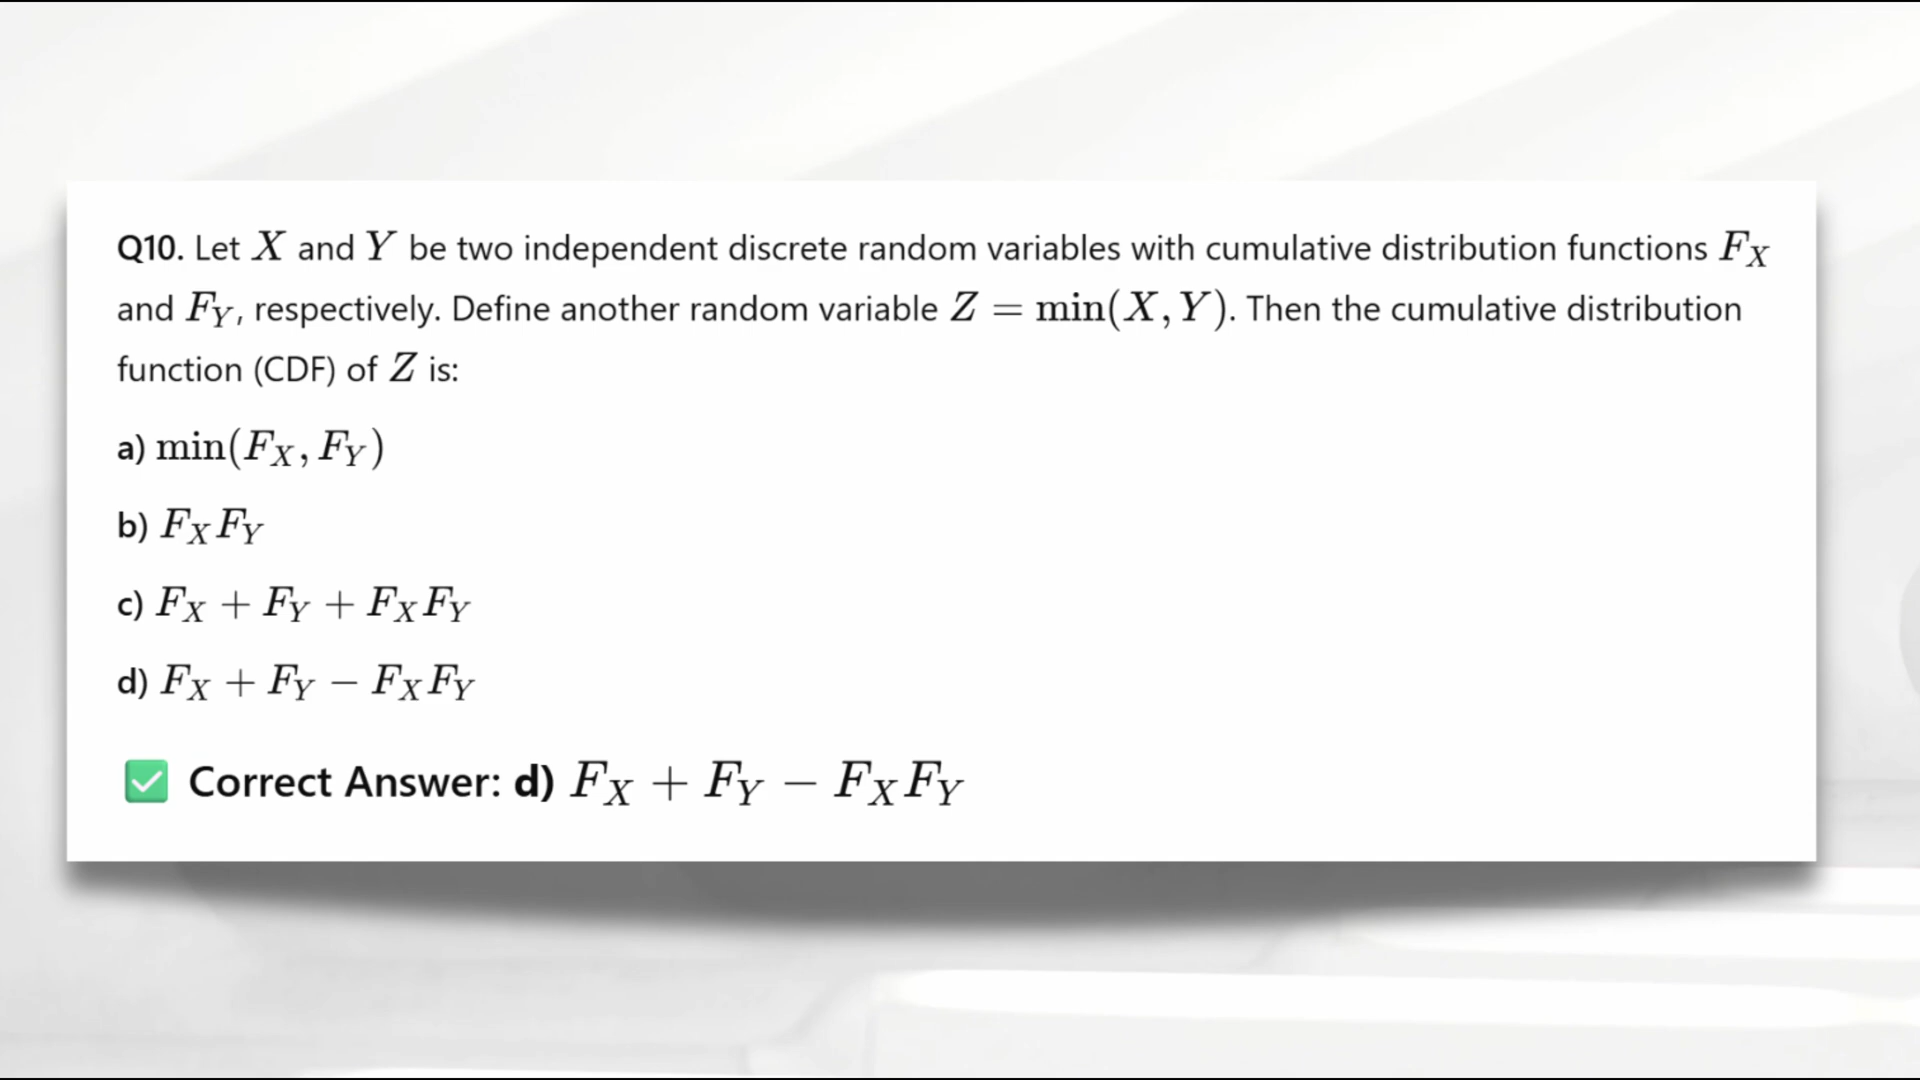 Q10. Let X and Y be two independent discrete random variables with cumulative distribution functions F_X
and F_Y, respectively. Define another random variable Z = min(X, Y). Then the cumulative distribution
function (CDF) of Z is:
a) min(F_X, F_Y)
b) F_X F_Y
c) F_X + F_Y + F_X F_Y
d) F_X + F_Y − F_X F_Y
✅ Correct Answer: d) F_X + F_Y − F_X F_Y